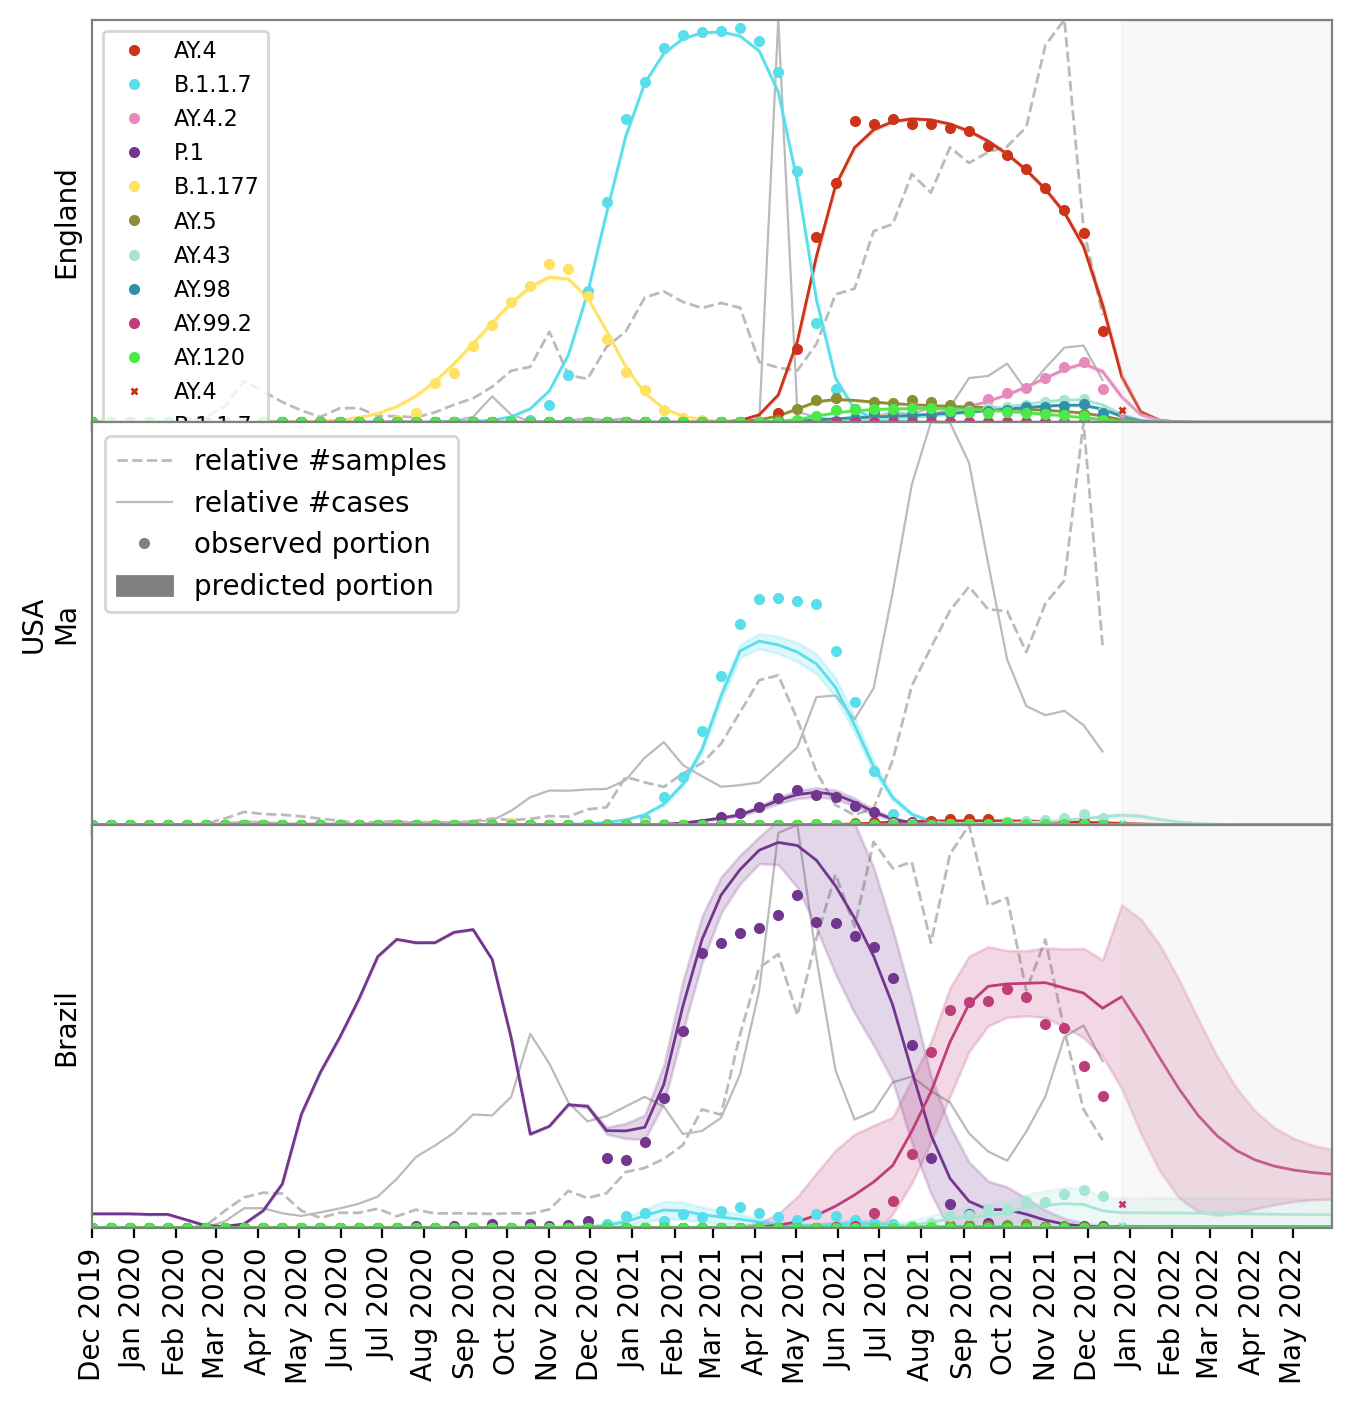 AY.4
B.1.1.7
AY.4.2
P.1
B.1.177
AY.5
AY.43
AY.98
AY.99.2
AY.120
AY.4
B.1.1.7
England
relative #samples
relative #cases
observed portion
predicted portion
USA
Ma
Brazil
Dec 2019
Jan 2020
Feb 2020
Mar 2020
Apr 2020
May 2020
Jun 2020
Jul 2020
Aug 2020
Sep 2020
Oct 2020
Nov 2020
Dec 2020
Jan 2021
Feb 2021
Mar 2021
Apr 2021
May 2021
Jun 2021
Jul 2021
Aug 2021
Sep 2021
Oct 2021
Nov 2021
Dec 2021
Jan 2022
Feb 2022
Mar 2022
Apr 2022
May 2022